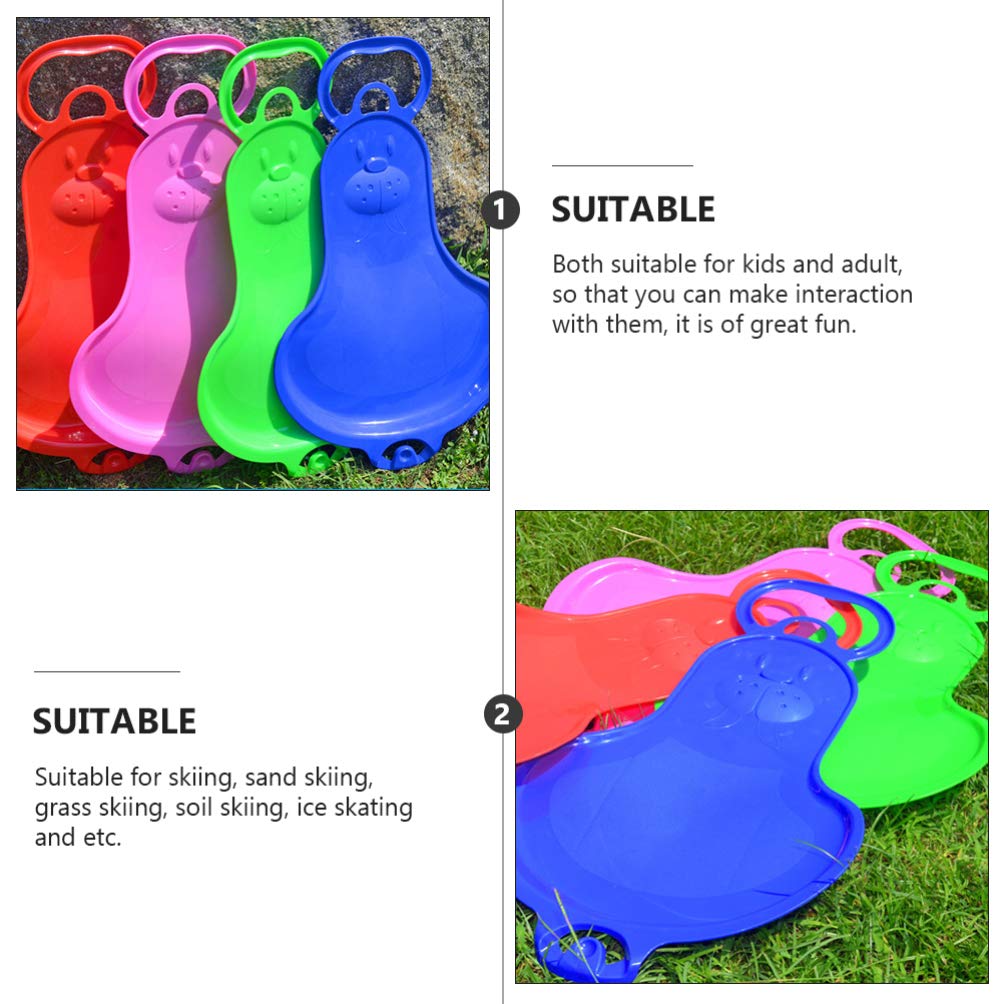 1
SUITABLE
Both suitable for kids and adult,
so that you can make interaction
with them, it is of great fun.
2
SUITABLE
Suitable for skiing, sand skiing,
grass skiing, soil skiing, ice skating
and etc.